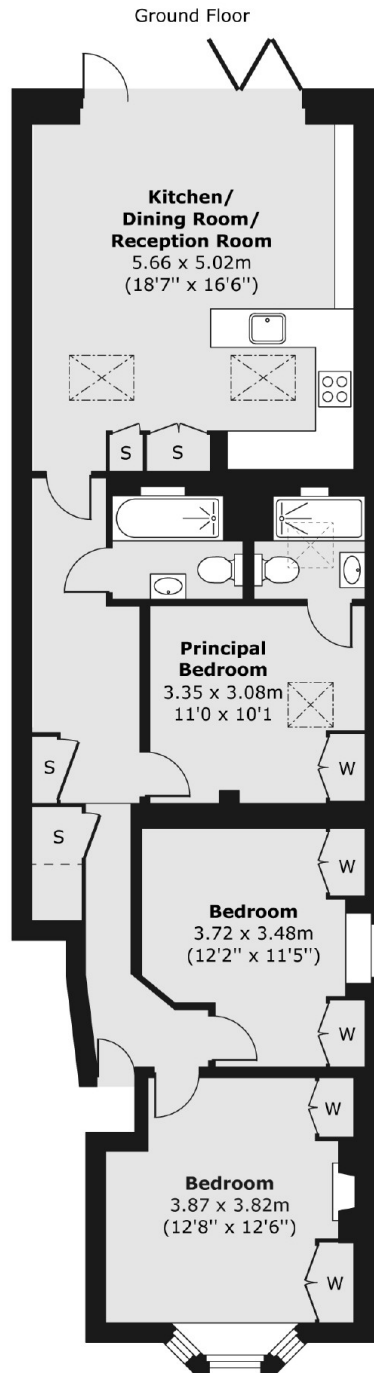 Ground Floor
Kitchen/
Dining Room/
Reception Room
5.66 x 5.02m
(18'7" x 16'6")
S
S
Principal
Bedroom
3.35 x 3.08m
11'0 x 10'1
S
W
S
W
Bedroom
3.72 x 3.48m
(12'2" x 11'5")
W
W
Bedroom
3.87 x 3.82m
(12'8" x 12'6")
W